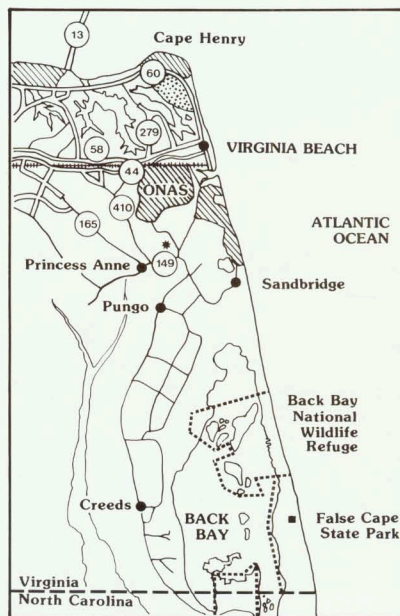 13
Cape Henry
60
279
58
VIRGINIA BEACH
44
ONAS
410
165
ATLANTIC
OCEAN
149
Princess Anne
Sandbridge
Pungo
Back Bay
National
Wildlife
Refuge
Creeds
BACK
BAY
False Cape
State Park
Virginia
North Carolina